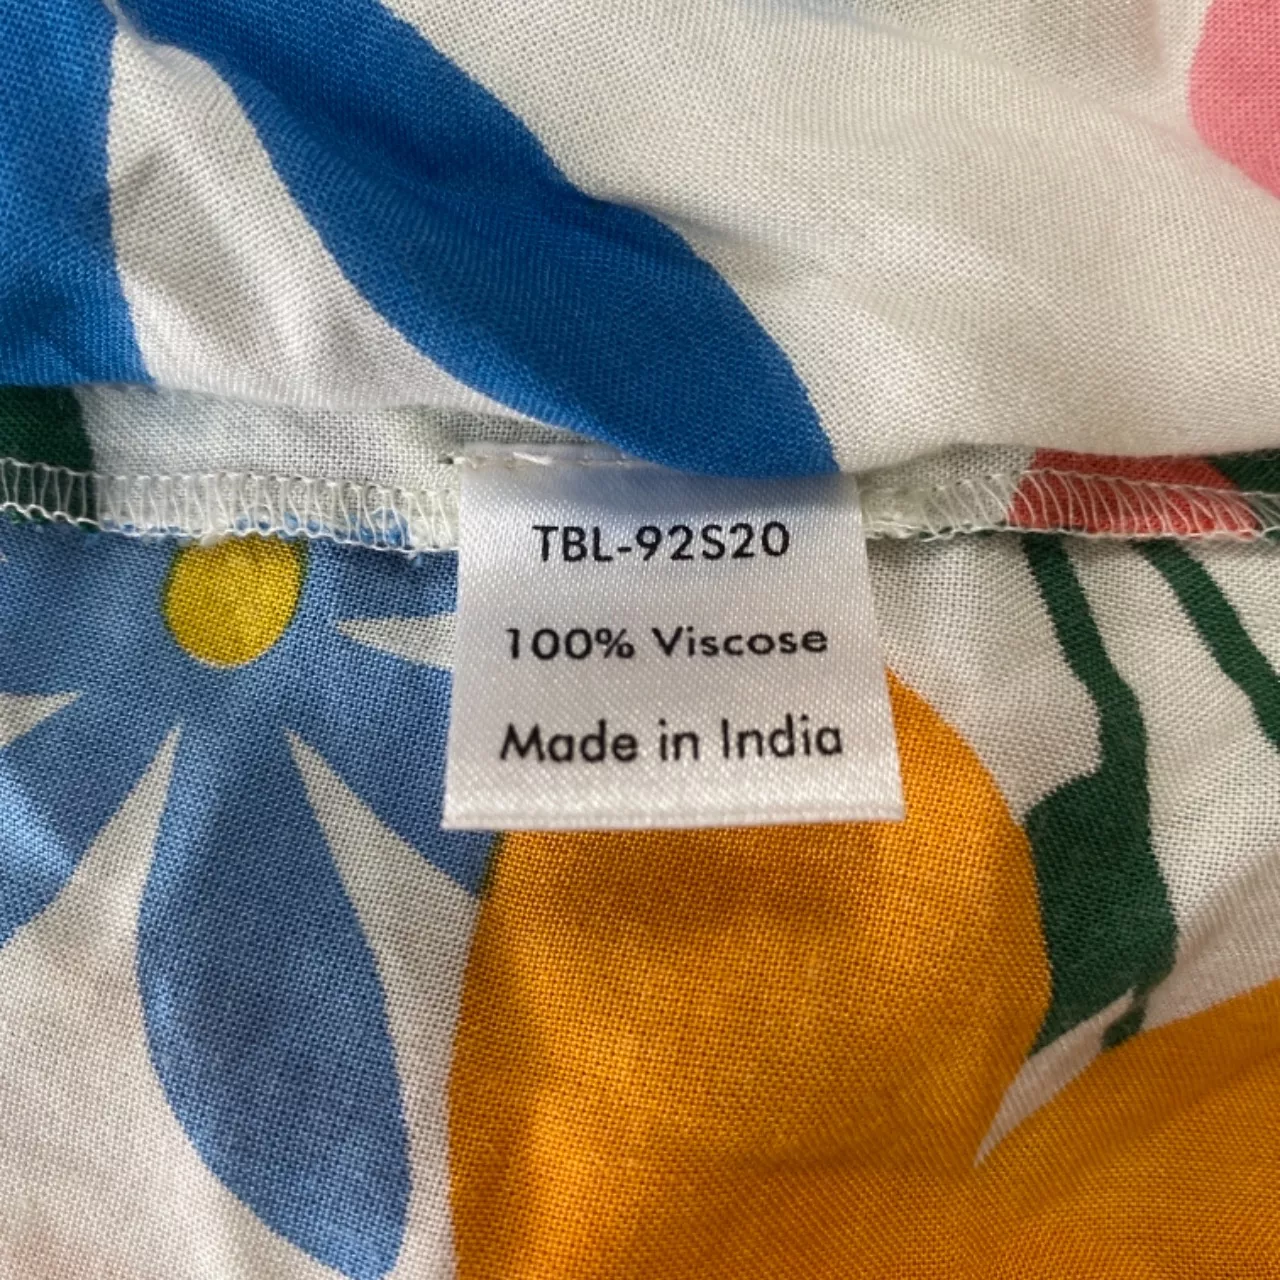 TBL-92S20
100% Viscose
Made in India